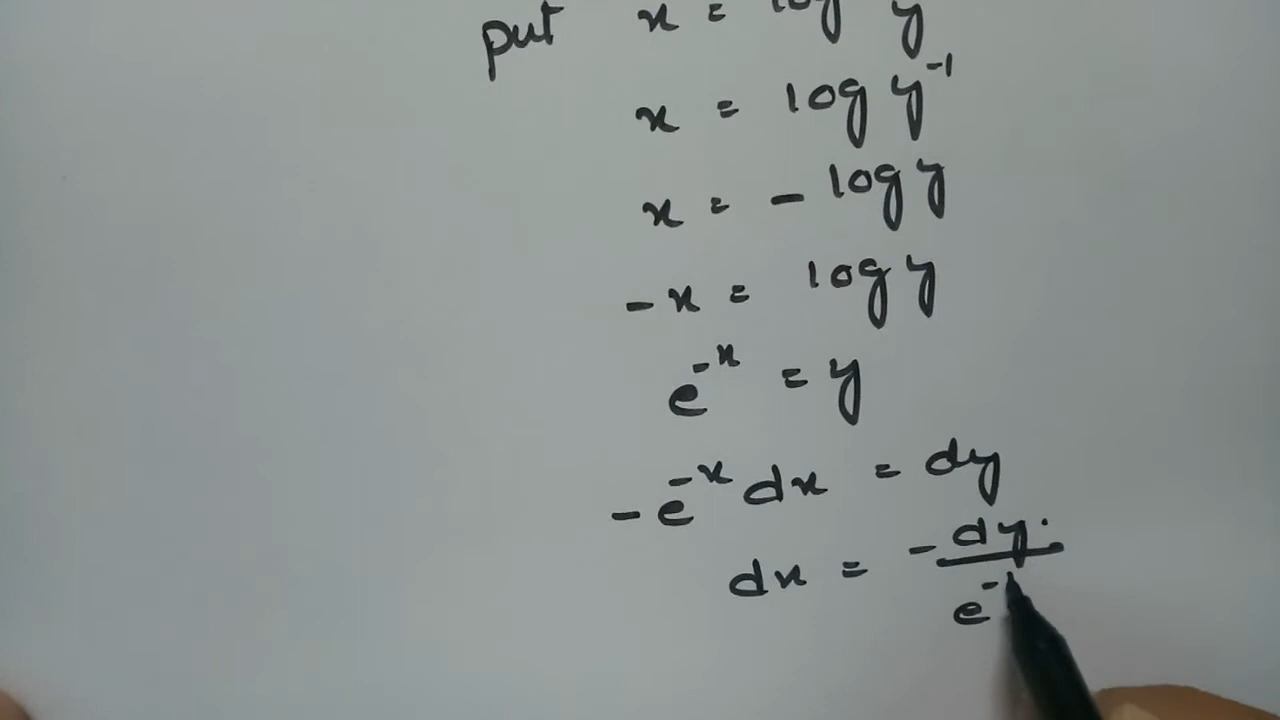 put x = log y
x = log y⁻¹
x = - log y
-x = log y
e⁻ˣ = y
- e⁻ˣ dx = dy
dx = - dy / e⁻